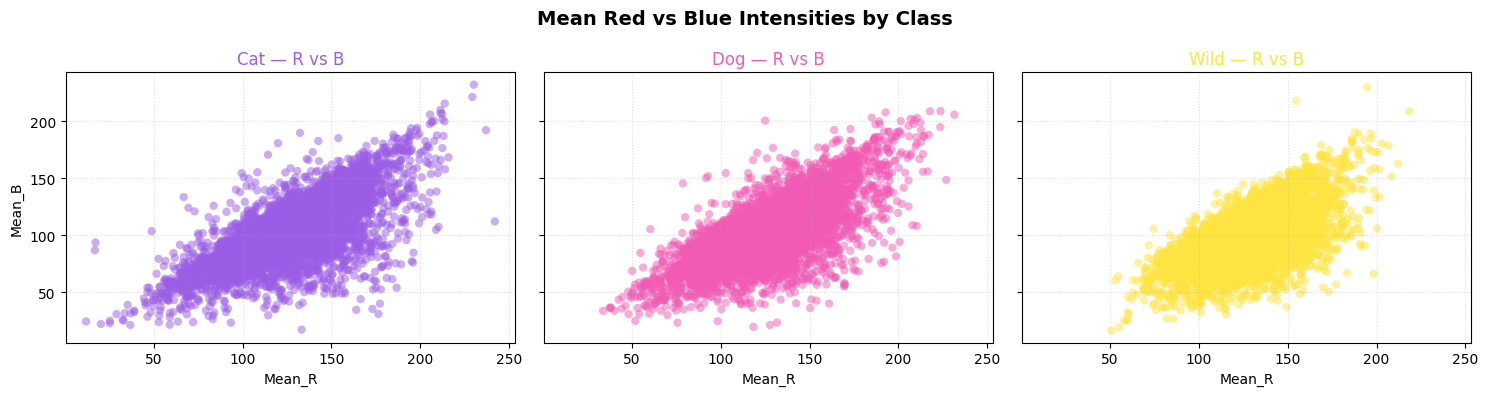 Mean Red vs Blue Intensities by Class
Cat — R vs B
Dog — R vs B
Wild — R vs B
200
150
100
50
Mean_B
50 100 150 200 250
50 100 150 200 250
50 100 150 200 250
Mean_R
Mean_R
Mean_R